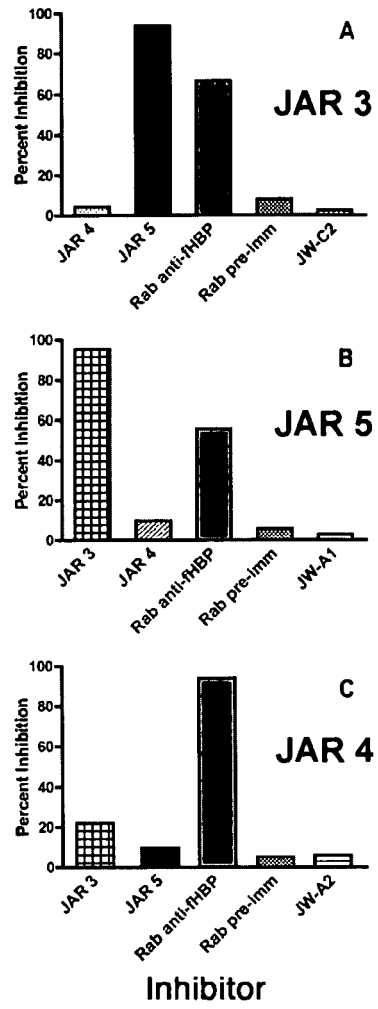 A
JAR 3
Percent Inhibition
100
80
60
40
20
0
JAR 4
JAR 5
Rab anti-fHBP
Rab pre-imm
JW-C2
B
JAR 5
Percent Inhibition
100
80
60
40
20
0
JAR 3
JAR 4
Rab anti-fHBP
Rab pre-imm
JW-A1
C
JAR 4
Percent Inhibition
100
80
60
40
20
0
JAR 3
JAR 5
Rab anti-fHBP
Rab pre-imm
JW-A2
Inhibitor